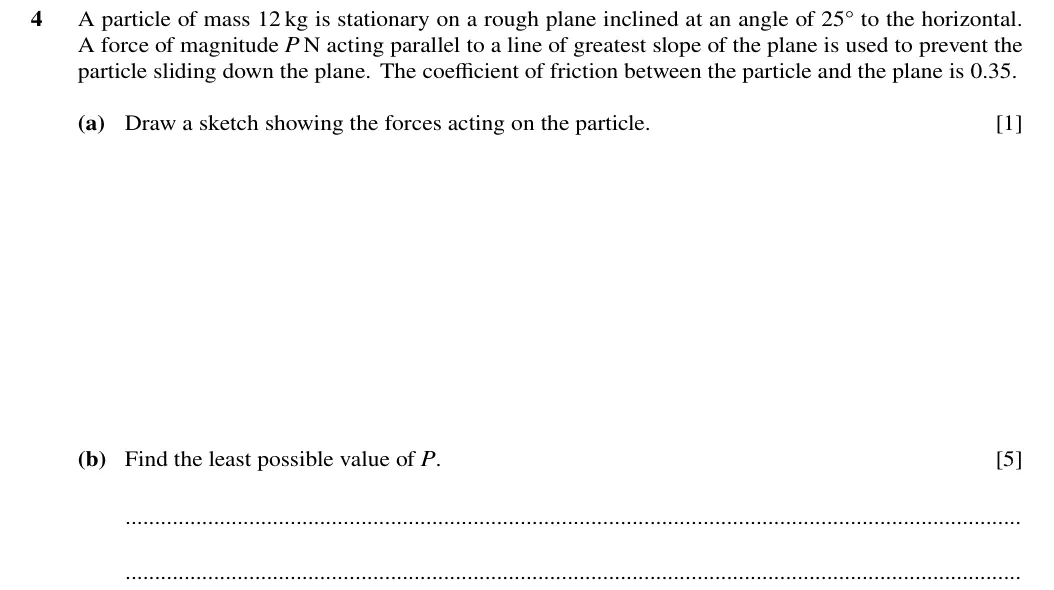 4 A particle of mass 12 kg is stationary on a rough plane inclined at an angle of 25° to the horizontal.
A force of magnitude P N acting parallel to a line of greatest slope of the plane is used to prevent the
particle sliding down the plane. The coefficient of friction between the particle and the plane is 0.35.
(a) Draw a sketch showing the forces acting on the particle. [1]
(b) Find the least possible value of P. [5]